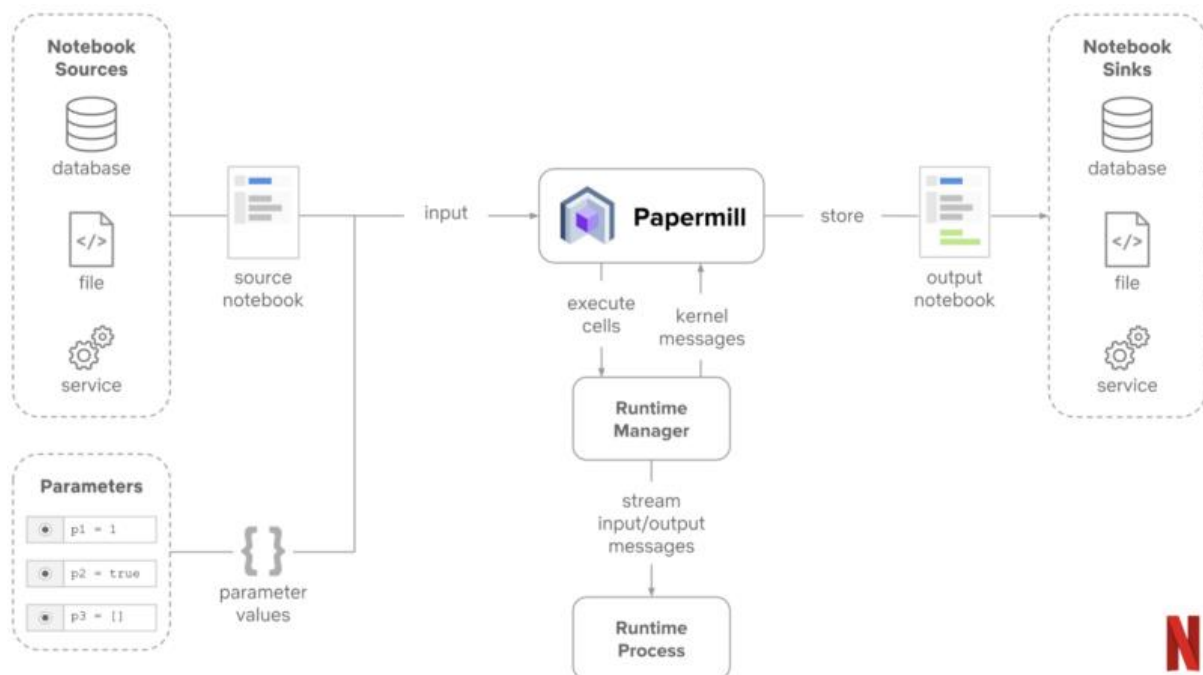 Notebook
Sources
database
</>
file
service
Parameters
p1 = 1
p2 = true
p3 = []
source
notebook
{ }
parameter
values
input
Papermill
execute
cells
kernel
messages
Runtime
Manager
stream
input/output
messages
Runtime
Process
store
output
notebook
Notebook
Sinks
database
</>
file
service
N